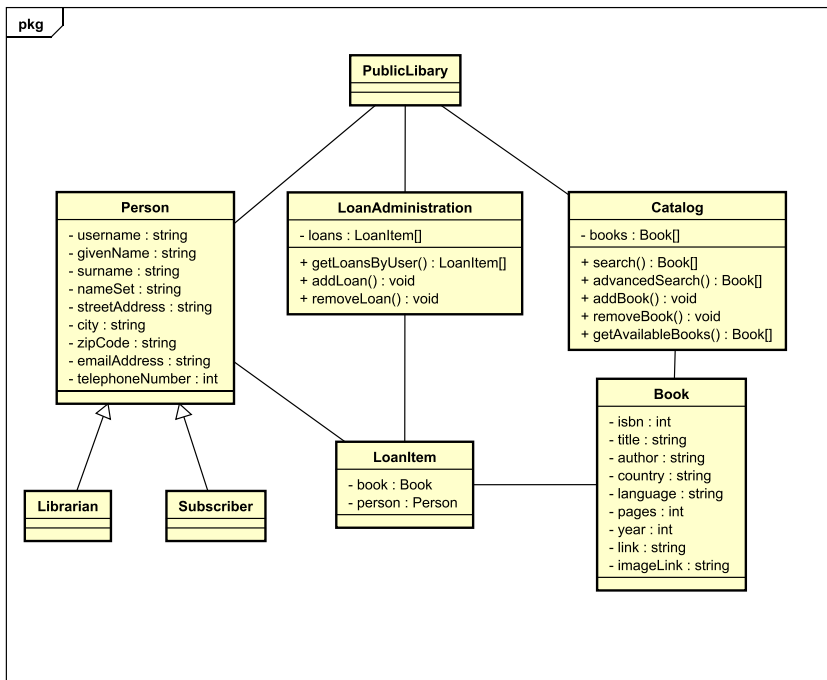 pkg
PublicLibary
Person
- username : string
- givenName : string
- surname : string
- nameSet : string
- streetAddress : string
- city : string
- zipCode : string
- emailAddress : string
- telephoneNumber : int
LoanAdministration
- loans : LoanItem[]
+ getLoansByUser() : LoanItem[]
+ addLoan() : void
+ removeLoan() : void
Catalog
- books : Book[]
+ search() : Book[]
+ advancedSearch() : Book[]
+ addBook() : void
+ removeBook() : void
+ getAvailableBooks() : Book[]
Librarian
Subscriber
LoanItem
- book : Book
- person : Person
Book
- isbn : int
- title : string
- author : string
- country : string
- language : string
- pages : int
- year : int
- link : string
- imageLink : string